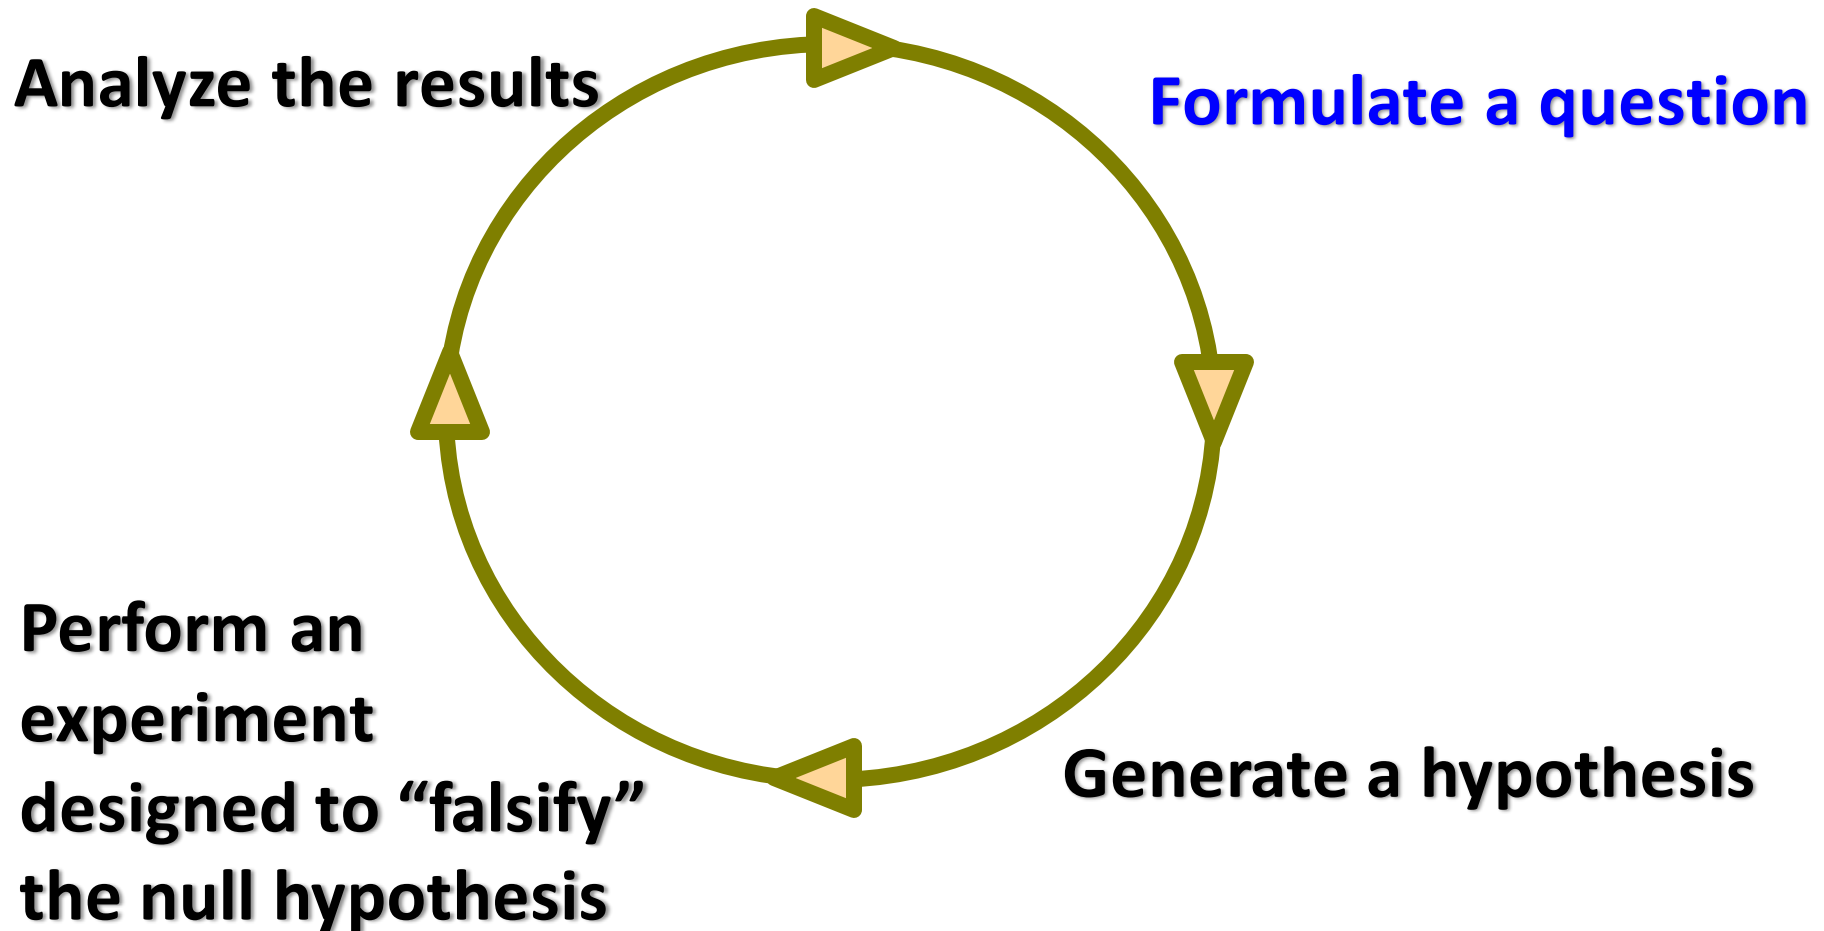 Analyze the results
Formulate a question
Perform an
experiment
designed to “falsify”
the null hypothesis
Generate a hypothesis